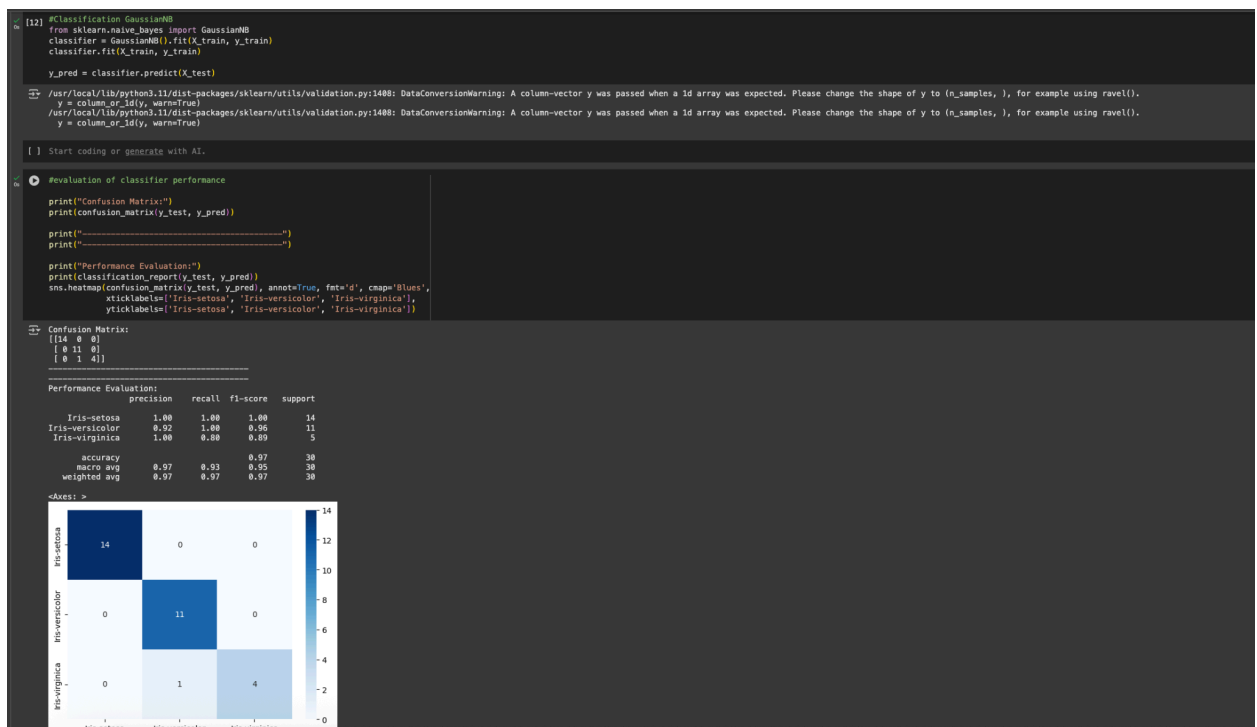 [12] #Classification GaussianNB
from sklearn.naive_bayes import GaussianNB
classifier = GaussianNB().fit(X_train, y_train)
classifier.fit(X_train, y_train)
y_pred = classifier.predict(X_test)
/usr/local/lib/python3.11/dist-packages/sklearn/utils/validation.py:1408: DataConversionWarning: A column-vector y was passed when a 1d array was expected. Please change the shape of y to (n_samples, ), for example using ravel().
y = column_or_1d(y, warn=True)
/usr/local/lib/python3.11/dist-packages/sklearn/utils/validation.py:1408: DataConversionWarning: A column-vector y was passed when a 1d array was expected. Please change the shape of y to (n_samples, ), for example using ravel().
y = column_or_1d(y, warn=True)
[ ] Start coding or generate with AI.
#evaluation of classifier performance
print("Confusion Matrix:")
print(confusion_matrix(y_test, y_pred))
print("------------------------------------------")
print("------------------------------------------")
print("Performance Evaluation:")
print(classification_report(y_test, y_pred))
sns.heatmap(confusion_matrix(y_test, y_pred), annot=True, fmt='d', cmap='Blues',
xticklabels=['Iris-setosa', 'Iris-versicolor', 'Iris-virginica'],
yticklabels=['Iris-setosa', 'Iris-versicolor', 'Iris-virginica'])
Confusion Matrix:
[[14 0 0]
[ 0 11 0]
[ 0 1 4]]
------------------------------------------
------------------------------------------
Performance Evaluation:
precision recall f1-score support
Iris-setosa 1.00 1.00 1.00 14
Iris-versicolor 0.92 1.00 0.96 11
Iris-virginica 1.00 0.80 0.89 5
accuracy 0.97 30
macro avg 0.97 0.93 0.95 30
weighted avg 0.97 0.97 0.97 30
<Axes: >
Iris-setosa
14 0 0
Iris-versicolor
0 11 0
Iris-virginica
0 1 4
14
12
10
8
6
4
2
0